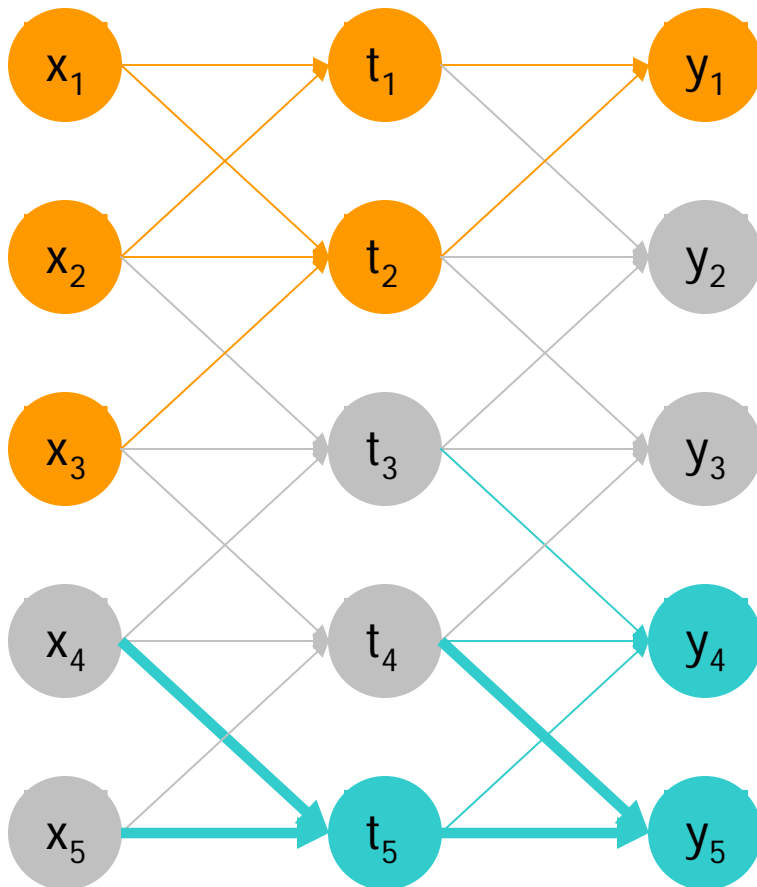 x₁ t₁ y₁
x₂ t₂ y₂
x₃ t₃ y₃
x₄ t₄ y₄
x₅ t₅ y₅